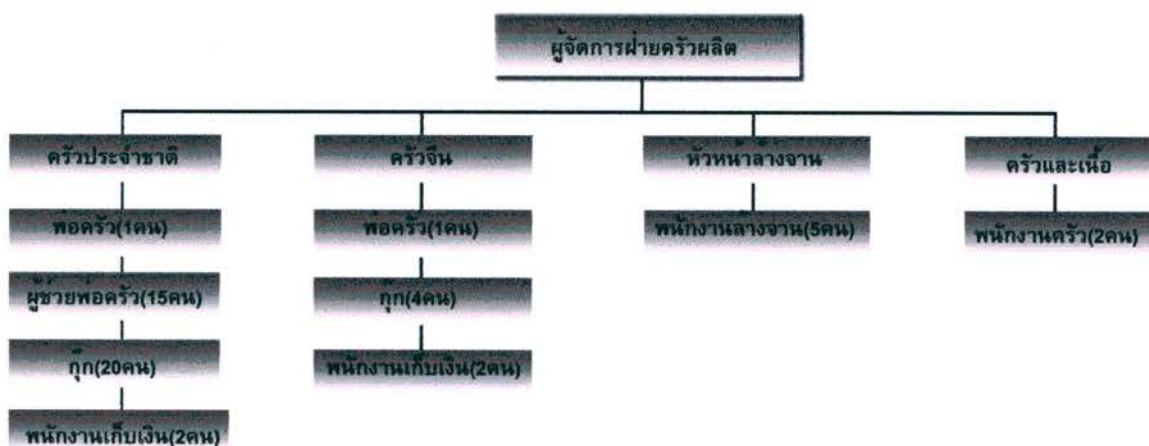 ผู้จัดการฝ่ายครัวผลิต
ครัวประจำชาติ
พ่อครัว(1คน)
ผู้ช่วยพ่อครัว(15คน)
กุ๊ก(20คน)
พนักงานเก็บเงิน(2คน)
ครัวจีน
พ่อครัว(1คน)
กุ๊ก(4คน)
พนักงานเก็บเงิน(2คน)
หัวหน้าล้างจาน
พนักงานล้างจาน(5คน)
ครัวและเนื้อ
พนักงานครัว(2คน)